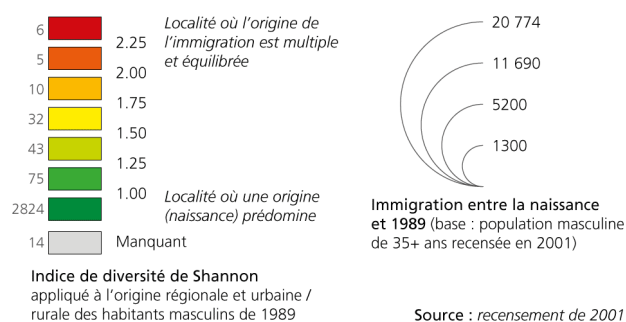 6
5
10
32
43
75
2824
14
2.25
2.00
1.75
1.50
1.25
1.00
Localité où l'origine de
l'immigration est multiple
et équilibrée
Localité où une origine
(naissance) prédomine
Manquant
Indice de diversité de Shannon
appliqué à l'origine régionale et urbaine /
rurale des habitants masculins de 1989
20 774
11 690
5200
1300
Immigration entre la naissance
et 1989 (base : population masculine
de 35+ ans recensée en 2001)
Source : recensement de 2001